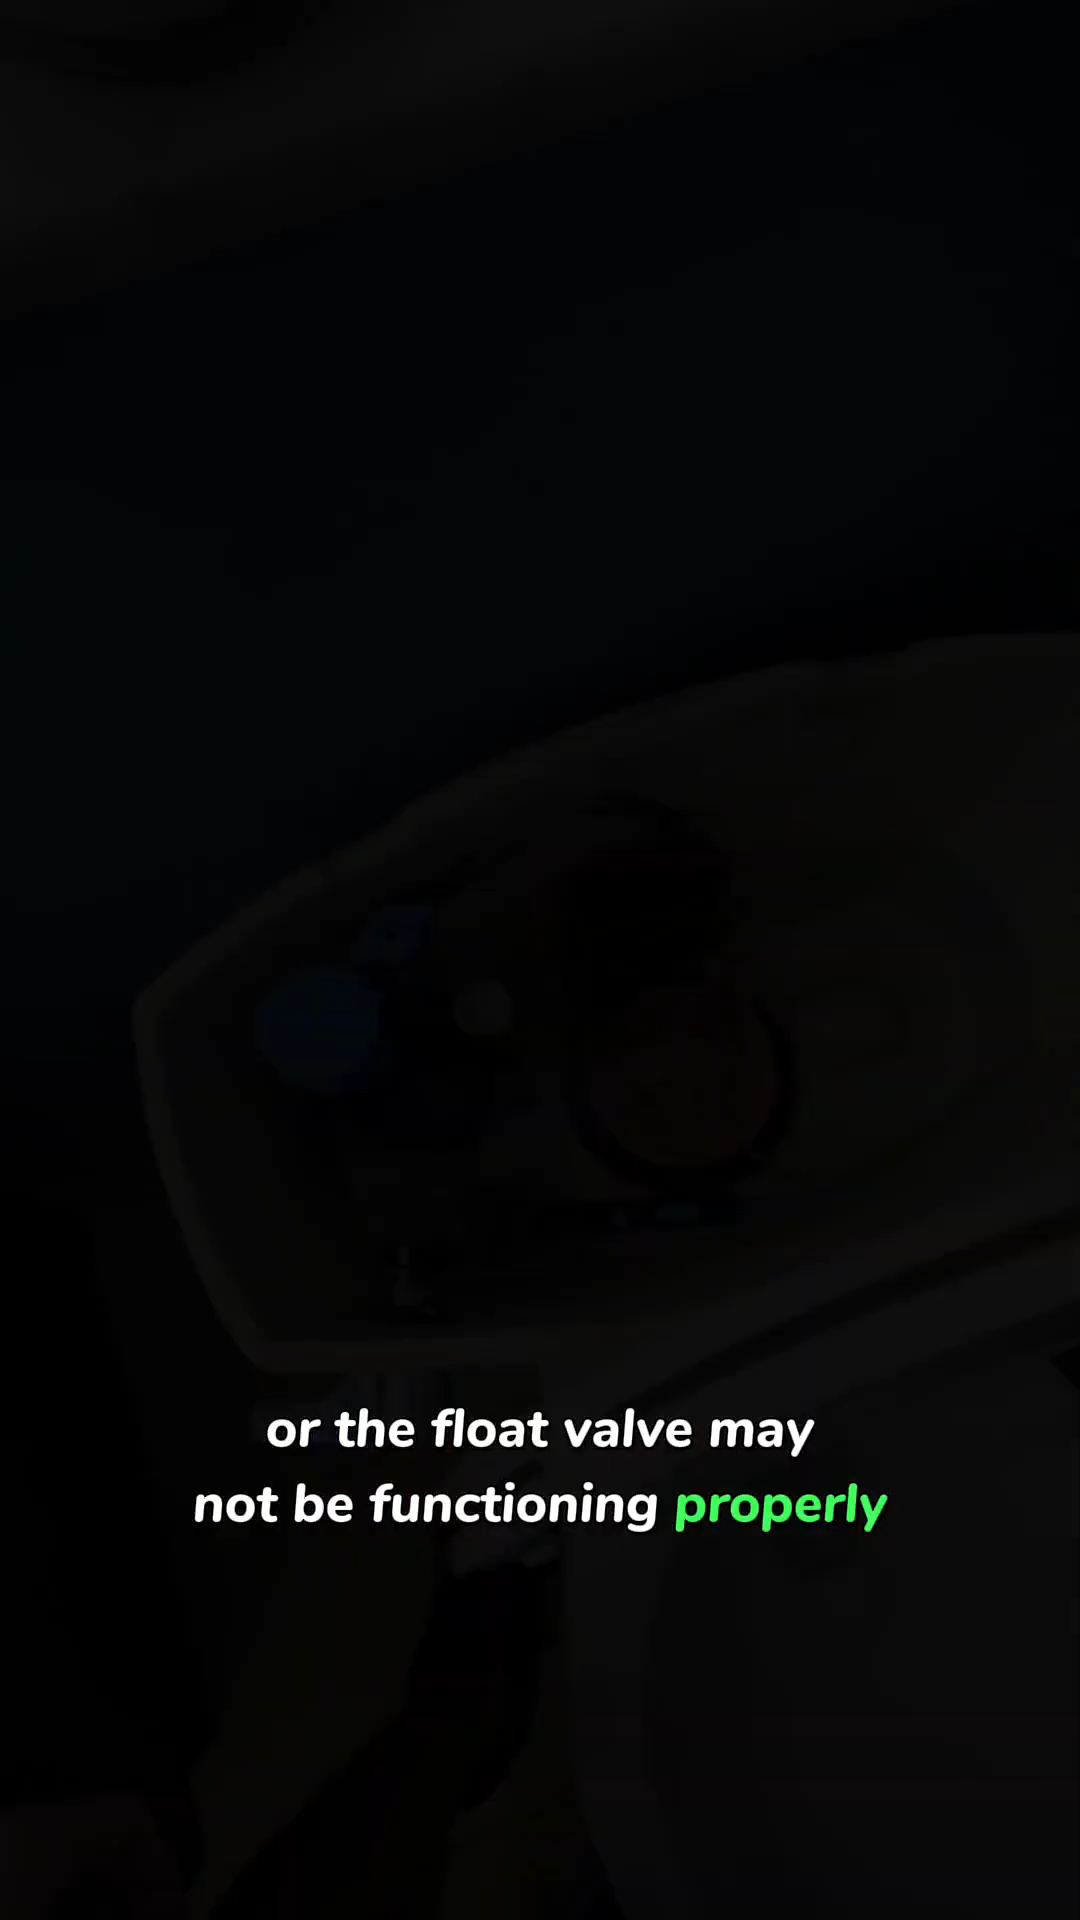 or the float valve may
not be functioning properly